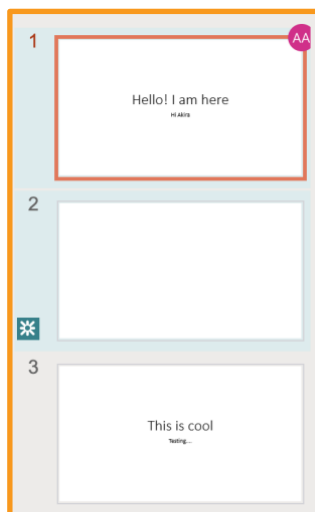 1
AA
Hello! I am here
Hi Akira
2
3
This is cool
Testing...